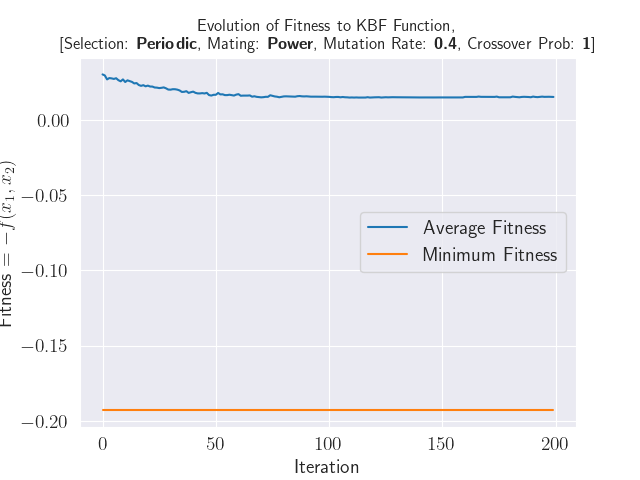 Evolution of Fitness to KBF Function,
[Selection: Periodic, Mating: Power, Mutation Rate: 0.4, Crossover Prob: 1]
Fitness = −f(x₁, x₂)
0.00
−0.05
−0.10
−0.15
−0.20
Average Fitness
Minimum Fitness
0 50 100 150 200
Iteration